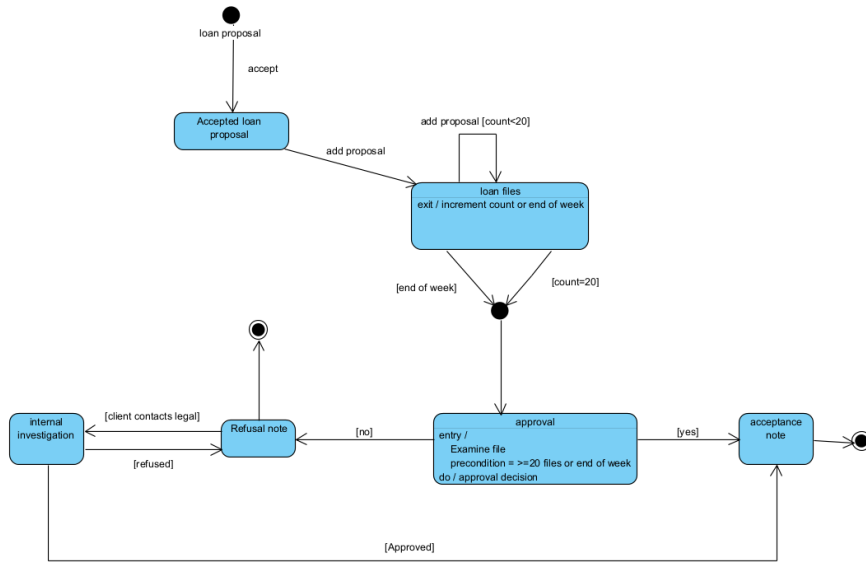 loan proposal
accept
Accepted loan
proposal
add proposal [count<20]
add proposal
loan files
exit / increment count or end of week
[end of week]
[count=20]
approval
entry /
Examine file
precondition = >=20 files or end of week
do / approval decision
[no]
[yes]
Refusal note
[client contacts legal]
[refused]
internal
investigation
acceptance
note
[Approved]